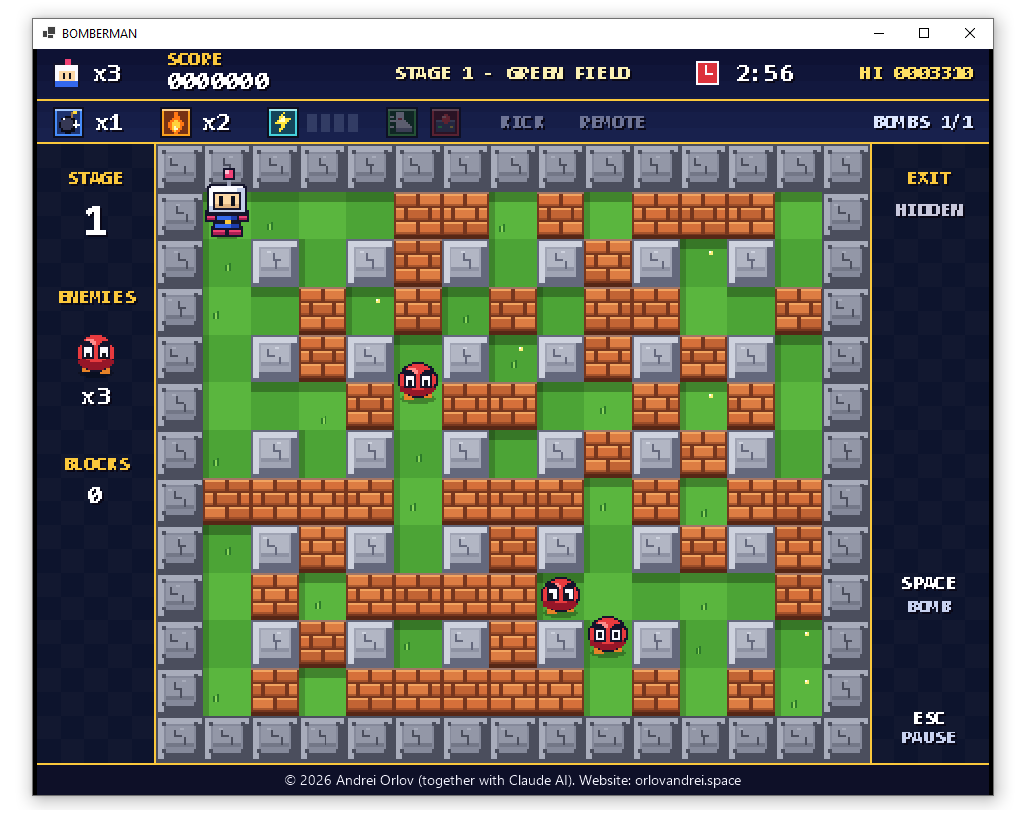 BOMBERMAN
x3
SCORE
0000000
STAGE 1 - GREEN FIELD
2:56
HI 0003310
x1
x2
KICK
REMOTE
BOMBS 1/1
STAGE
1
ENEMIES
x3
BLOCKS
0
EXIT
HIDDEN
SPACE
BOMB
ESC
PAUSE
© 2026 Andrei Orlov (together with Claude AI). Website: orlovandrei.space